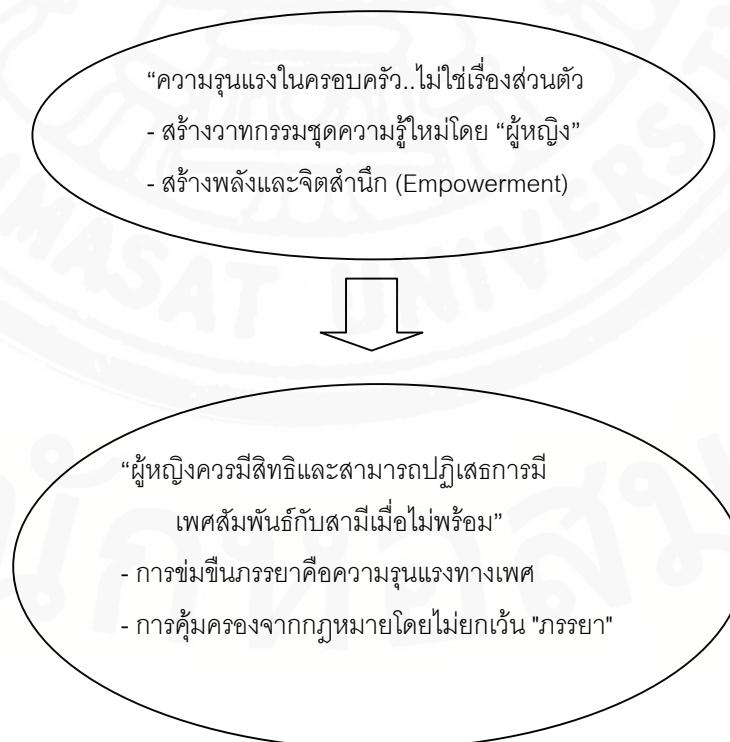 “ความรุนแรงในครอบครัว..ไม่ใช่เรื่องส่วนตัว
- สร้างวาทกรรมชุดความรู้ใหม่โดย “ผู้หญิง”
- สร้างพลังและจิตสำนึก (Empowerment)
“ผู้หญิงควรมีสิทธิและสามารถปฏิเสธการมี
เพศสัมพันธ์กับสามีเมื่อไม่พร้อม”
- การข่มขืนภรรยาคือความรุนแรงทางเพศ
- การคุ้มครองจากกฎหมายโดยไม่ยกเว้น "ภรรยา"